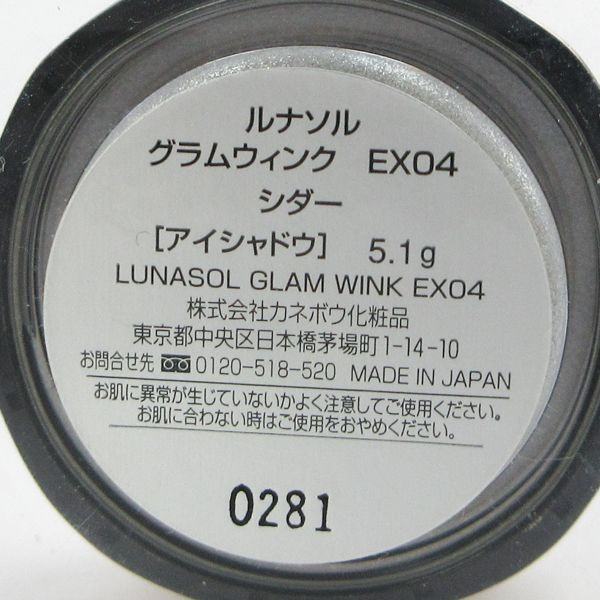 ルナソル
グラムウィンク EX04
シダー
[アイシャドウ] 5.1g
LUNASOL GLAM WINK EX04
株式会社カネボウ化粧品
東京都中央区日本橋茅場町1-14-10
お問合せ先 0120-518-520 MADE IN JAPAN
お肌に異常が生じていないかよく注意してご使用ください。
お肌に合わない時はご使用をおやめください。
0281